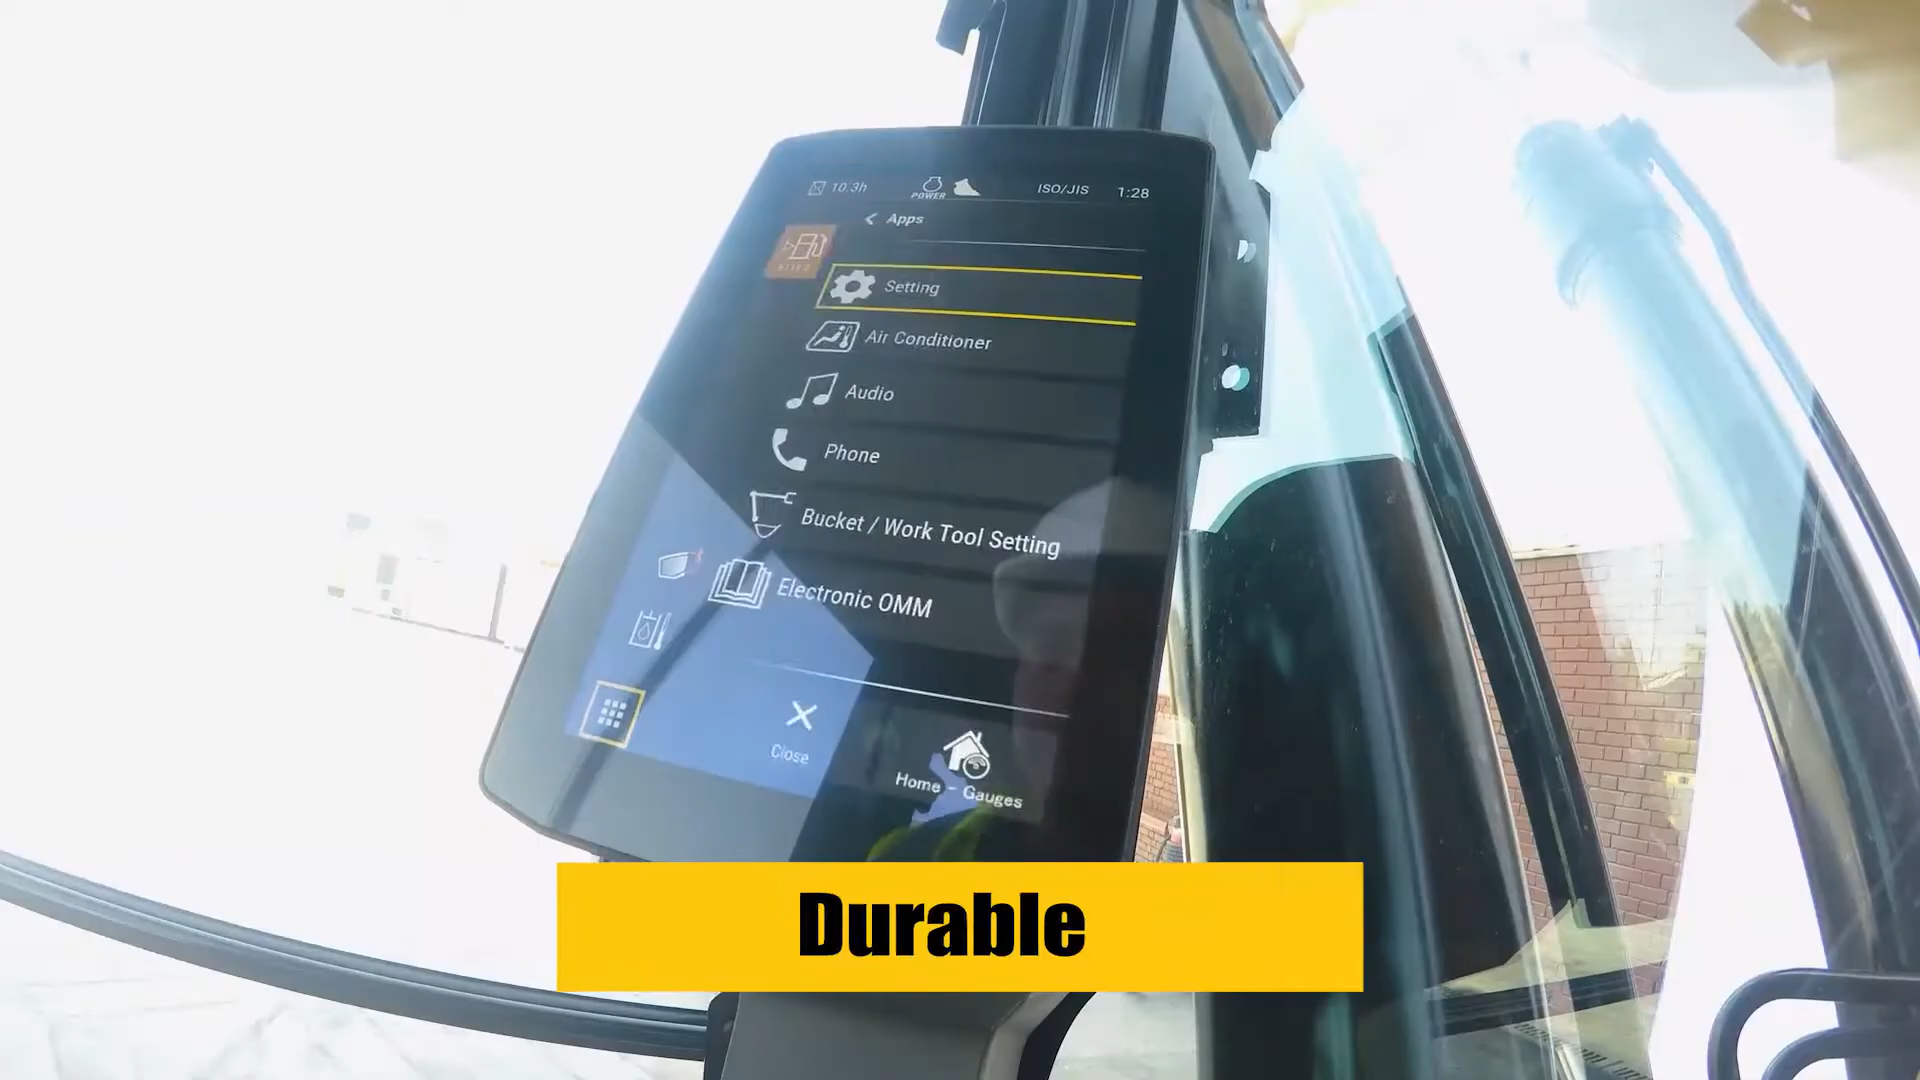 10.3h
POWER
ISO/JIS
1:28
< Apps
Setting
Air Conditioner
Audio
Phone
Bucket / Work Tool Setting
Electronic OMM
Close
Home - Gauges
Durable